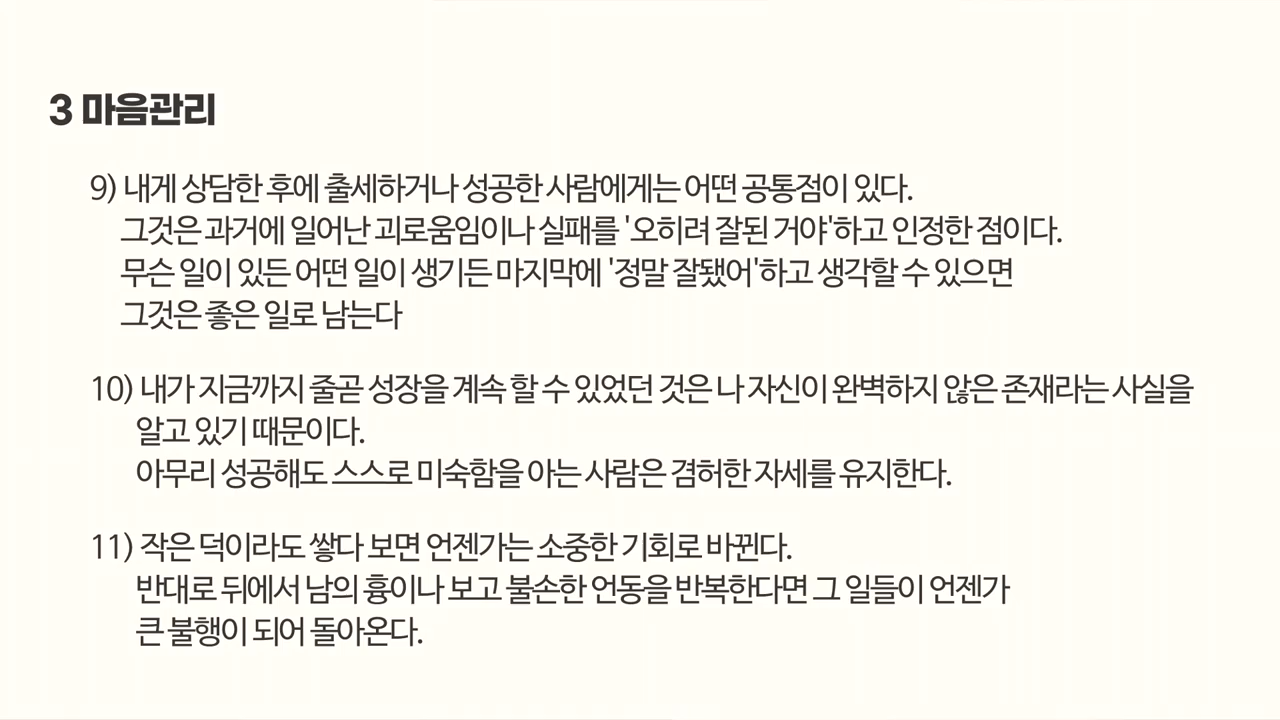 3 마음관리
9) 내게 상담한 후에 출세하거나 성공한 사람에게는 어떤 공통점이 있다.
그것은 과거에 일어난 괴로움임이나 실패를 '오히려 잘된 거야'하고 인정한 점이다.
무슨 일이 있든 어떤 일이 생기든 마지막에 '정말 잘됐어'하고 생각할 수 있으면
그것은 좋은 일로 남는다
10) 내가 지금까지 줄곧 성장을 계속 할 수 있었던 것은 나 자신이 완벽하지 않은 존재라는 사실을
알고 있기 때문이다.
아무리 성공해도 스스로 미숙함을 아는 사람은 겸허한 자세를 유지한다.
11) 작은 덕이라도 쌓다 보면 언젠가는 소중한 기회로 바뀐다.
반대로 뒤에서 남의 흉이나 보고 불손한 언동을 반복한다면 그 일들이 언젠가
큰 불행이 되어 돌아온다.